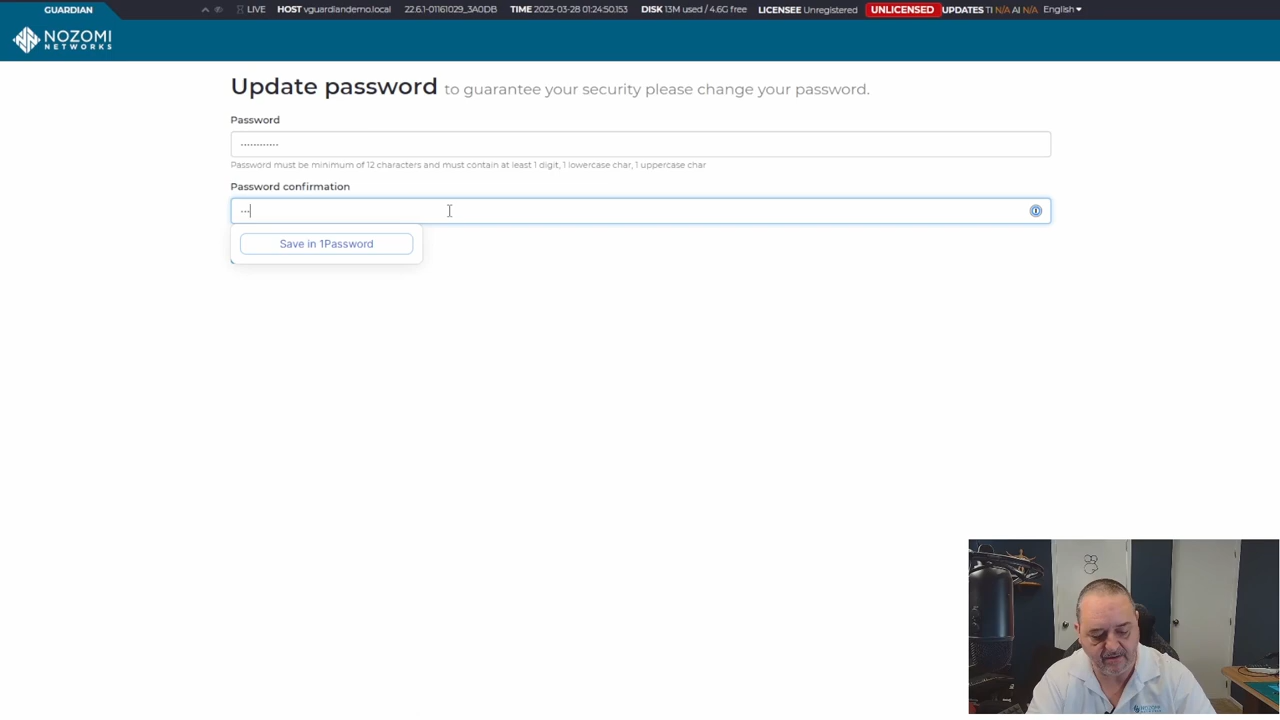 GUARDIAN
LIVE HOST vguardiandemo.local 22.6.1-01161029_3A0DB TIME 2023-03-28 01:24:50.153 DISK 13M used / 4.6G free LICENSEE Unregistered UNLICENSED UPDATES TI N/A AI N/A English
NOZOMI
NETWORKS
Update password to guarantee your security please change your password.
Password
Password must be minimum of 12 characters and must contain at least 1 digit, 1 lowercase char, 1 uppercase char
Password confirmation
Save in 1Password
NOZOMI